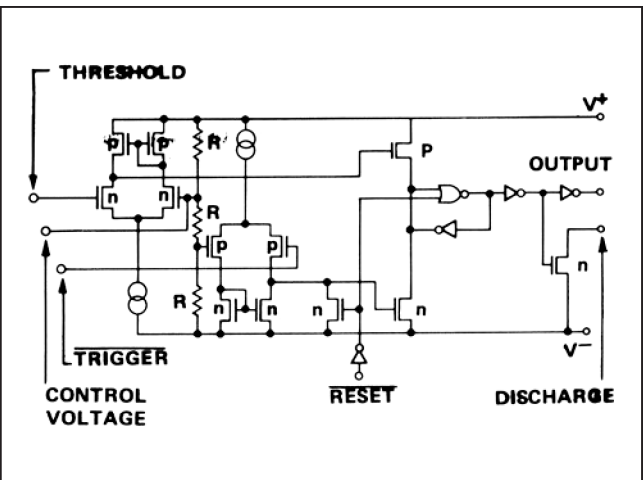 THRESHOLD
V+
p p R
P
OUTPUT
n n
R
p p
R
n n n n
n
TRIGGER
V−
CONTROL
VOLTAGE
RESET
DISCHARGE